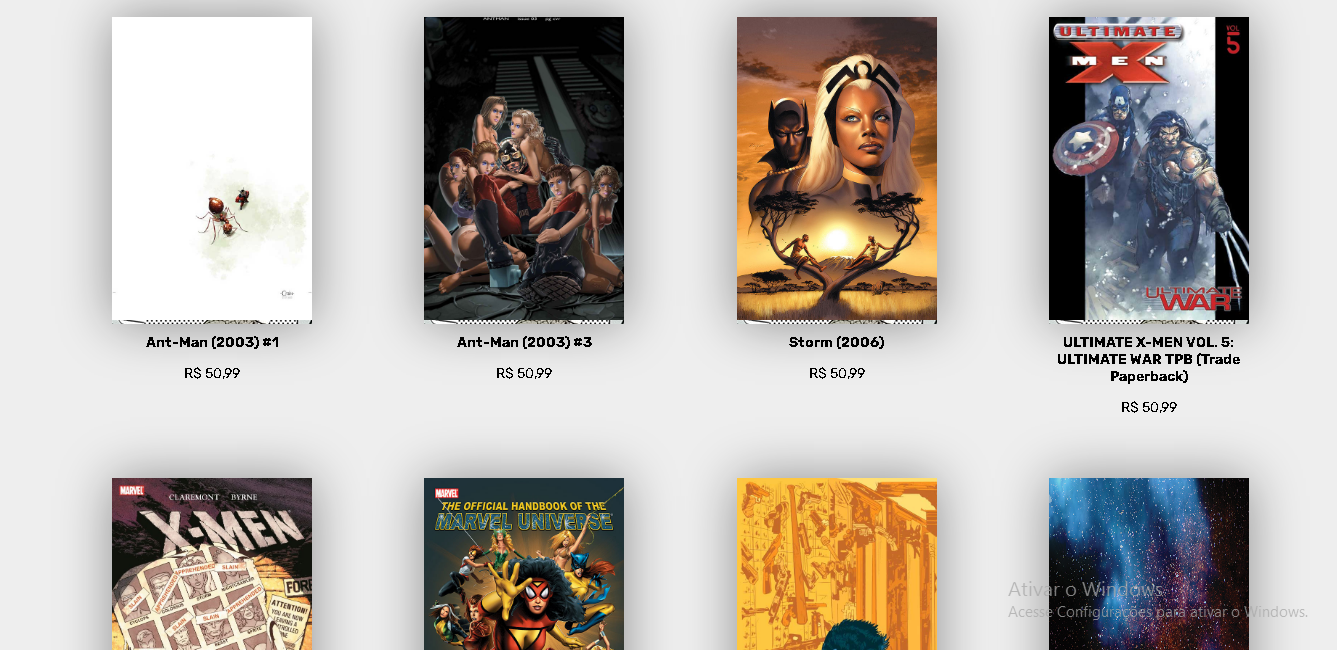 ULTIMATE
X
MEN
VOL.
5
ULTIMATE
WAR
Ant-Man (2003) #1
R$ 50,99
Ant-Man (2003) #3
R$ 50,99
Storm (2006)
R$ 50,99
ULTIMATE X-MEN VOL. 5:
ULTIMATE WAR TPB (Trade
Paperback)
R$ 50,99
MARVEL
CLAREMONT BYRNE
X-MEN
SLAIN
APPREHENDED
SLAIN
APPREHENDED
SLAIN
ATTENTION!
YOU ARE NOW
LEAVING A
MARVEL
THE OFFICIAL HANDBOOK OF THE
MARVEL UNIVERSE
Ativar o Windows
Acesse Configurações para ativar o Windows.